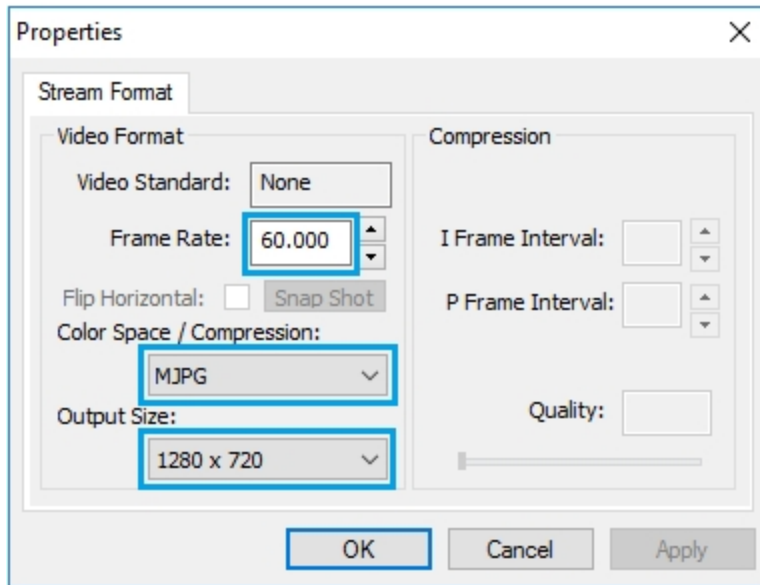 Properties
Stream Format
Video Format
Video Standard: None
Frame Rate: 60.000
Flip Horizontal: Snap Shot
Color Space / Compression:
MJPG
Output Size:
1280 x 720
Compression
I Frame Interval:
P Frame Interval:
Quality:
OK Cancel Apply